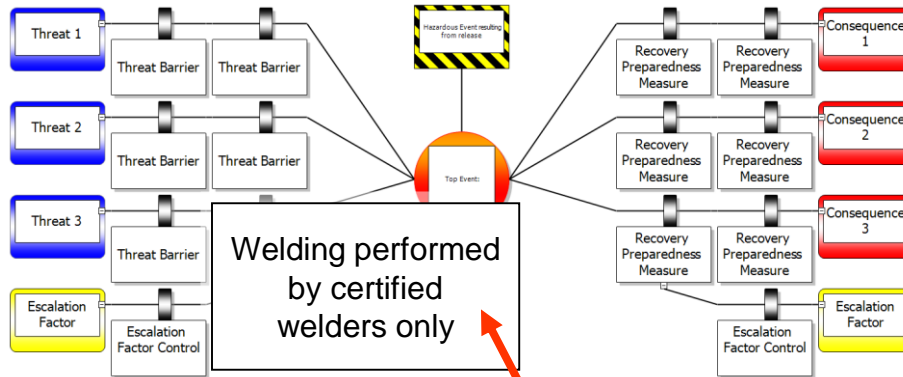 Hazardous Event resulting
from release
Threat 1
Threat Barrier
Threat Barrier
Recovery
Preparedness
Measure
Recovery
Preparedness
Measure
Consequence
1
Threat 2
Threat Barrier
Threat Barrier
Top Event:
Recovery
Preparedness
Measure
Recovery
Preparedness
Measure
Consequence
2
Threat 3
Threat Barrier
Welding performed
by certified
welders only
Recovery
Preparedness
Measure
Recovery
Preparedness
Measure
Consequence
3
Escalation
Factor
Escalation
Factor Control
Escalation
Factor Control
Escalation
Factor